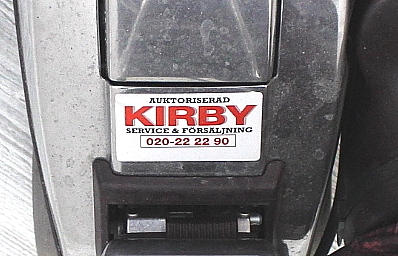 AUKTORISERAD
KIRBY
SERVICE & FÖRSÄLJNING
020-22 22 90